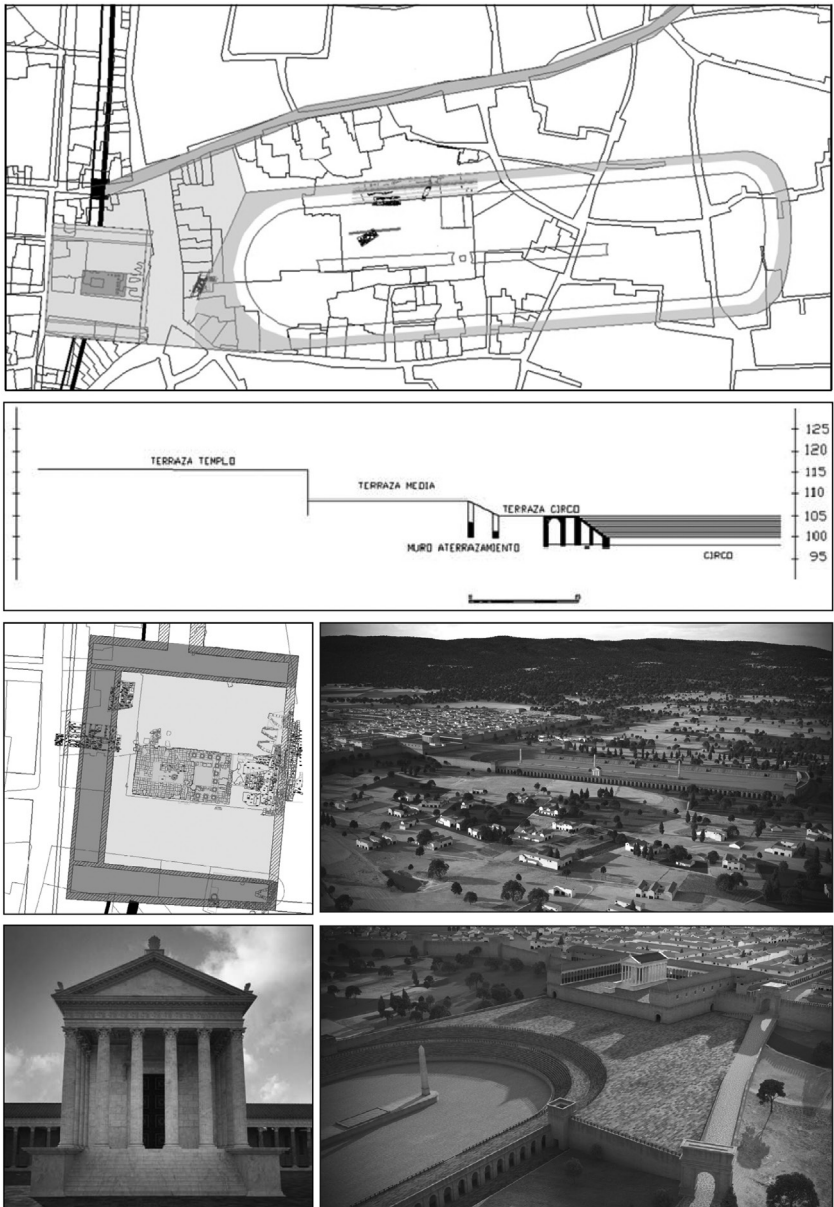 TERRAZA TEMPLO
TERRAZA MEDIA
TERRAZA CIRCO
MURO ATERRAZAMIENTO
CIRCO
125
120
115
110
105
100
95